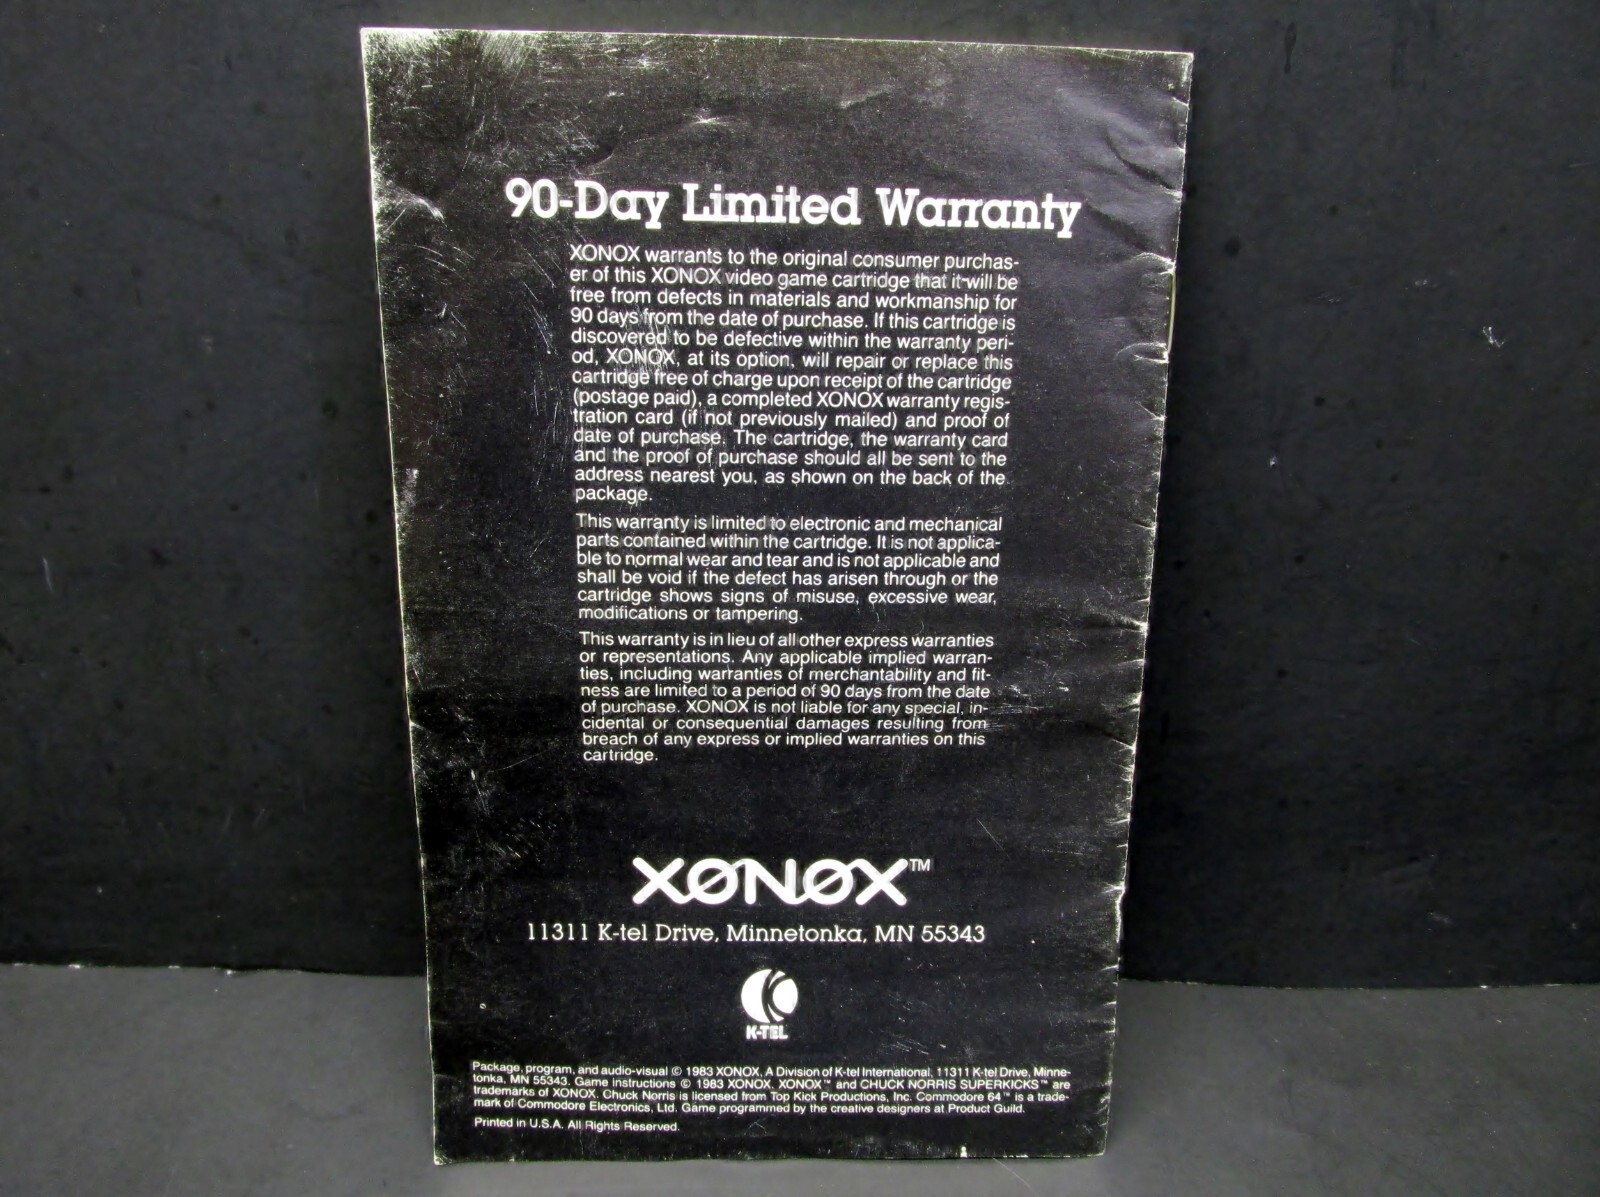 90-Day Limited Warranty
XONOX warrants to the original consumer purchas-
er of this XONOX video game cartridge that it will be
free from defects in materials and workmanship for
90 days from the date of purchase. If this cartridge is
discovered to be defective within the warranty peri-
od, XONOX, at its option, will repair or replace this
cartridge free of charge upon receipt of the cartridge
(postage paid), a completed XONOX warranty regis-
tration card (if not previously mailed) and proof of
date of purchase. The cartridge, the warranty card
and the proof of purchase should all be sent to the
address nearest you, as shown on the back of the
package.
This warranty is limited to electronic and mechanical
parts contained within the cartridge. It is not applica-
ble to normal wear and tear and is not applicable and
shall be void if the defect has arisen through or the
cartridge shows signs of misuse, excessive wear,
modifications or tampering.
This warranty is in lieu of all other express warranties
or representations. Any applicable implied warran-
ties, including warranties of merchantability and fit-
ness are limited to a period of 90 days from the date
of purchase. XONOX is not liable for any special, in-
cidental or consequential damages resulting from
breach of any express or implied warranties on this
cartridge.
XONOX™
11311 K-tel Drive, Minnetonka, MN 55343
K-TEL
Package, program, and audio-visual © 1983 XONOX, A Division of K-tel International, 11311 K-tel Drive, Minne-
tonka, MN 55343. Game Instructions © 1983 XONOX. XONOX™ and CHUCK NORRIS SUPERKICKS™ are
trademarks of XONOX. Chuck Norris is licensed from Top Kick Productions, Inc. Commodore 64™ is a trade-
mark of Commodore Electronics, Ltd. Game programmed by the creative designers at Product Guild.
Printed in U.S.A. All Rights Reserved.